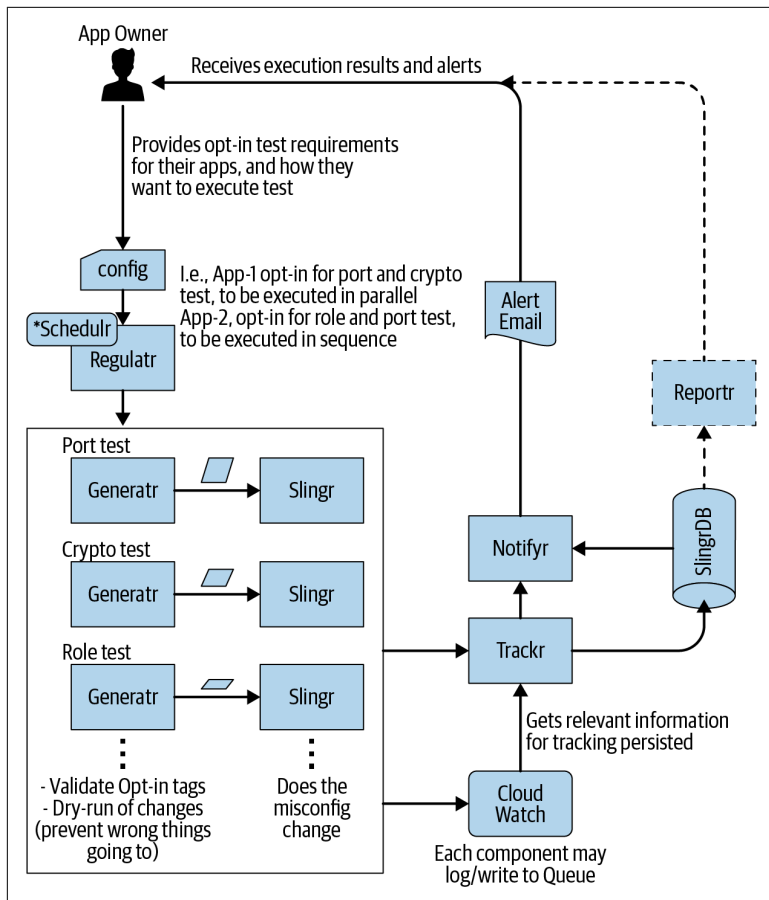 App Owner
Receives execution results and alerts
Provides opt-in test requirements
for their apps, and how they
want to execute test
config
I.e., App-1 opt-in for port and crypto
test, to be executed in parallel
App-2, opt-in for role and port test,
to be executed in sequence
*Schedulr
Regulatr
Alert
Email
Reportr
Port test
Generatr
Slingr
Crypto test
Generatr
Slingr
Role test
Generatr
Slingr
- Validate Opt-in tags
- Dry-run of changes
(prevent wrong things
going to)
Does the
misconfig
change
Notifyr
SlingrDB
Trackr
Gets relevant information
for tracking persisted
Cloud
Watch
Each component may
log/write to Queue